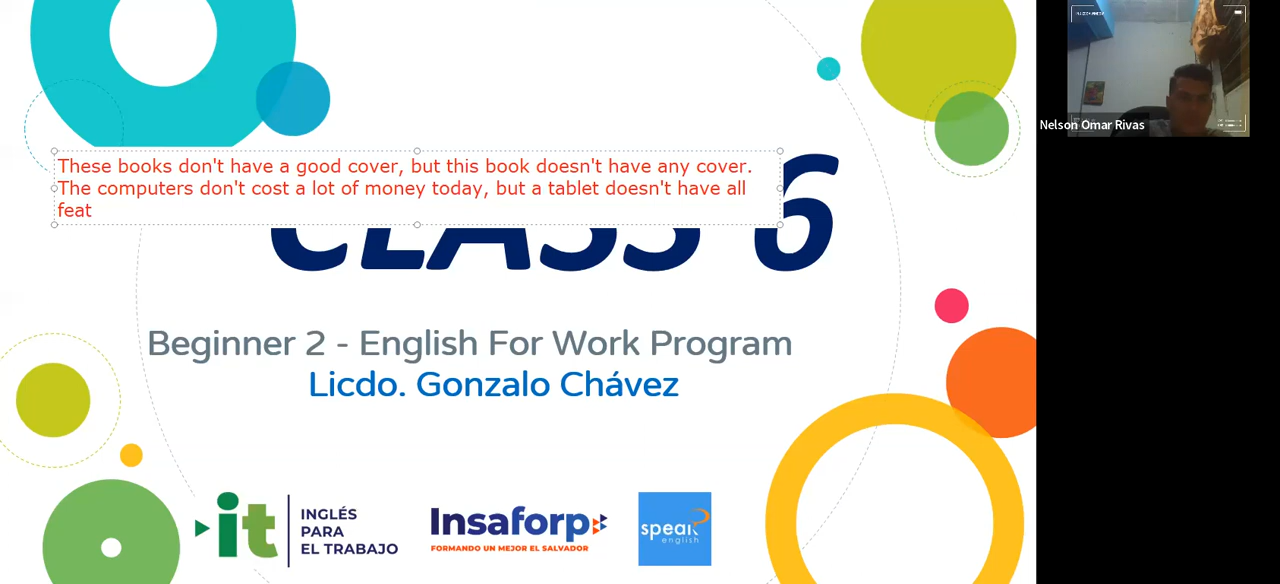 These books don't have a good cover, but this book doesn't have any cover.
The computers don't cost a lot of money today, but a tablet doesn't have all
feat
CLASS 6
Beginner 2 - English For Work Program
Licdo. Gonzalo Chávez
it
INGLÉS
PARA
EL TRABAJO
Insaforp
FORMANDO UN MEJOR EL SALVADOR
speak
english
Nelson Omar Rivas